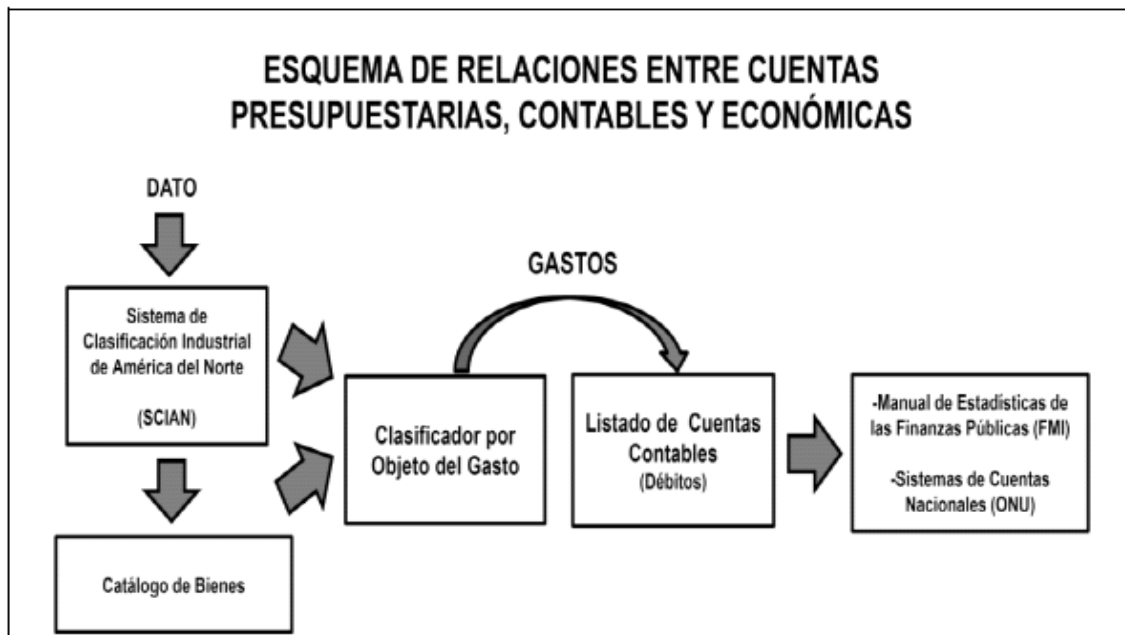 ESQUEMA DE RELACIONES ENTRE CUENTAS
PRESUPUESTARIAS, CONTABLES Y ECONÓMICAS
DATO
Sistema de
Clasificación Industrial
de América del Norte
(SCIAN)
Catálogo de Bienes
GASTOS
Clasificador por
Objeto del Gasto
Listado de Cuentas
Contables
(Débitos)
-Manual de Estadísticas de
las Finanzas Públicas (FMI)
-Sistemas de Cuentas
Nacionales (ONU)